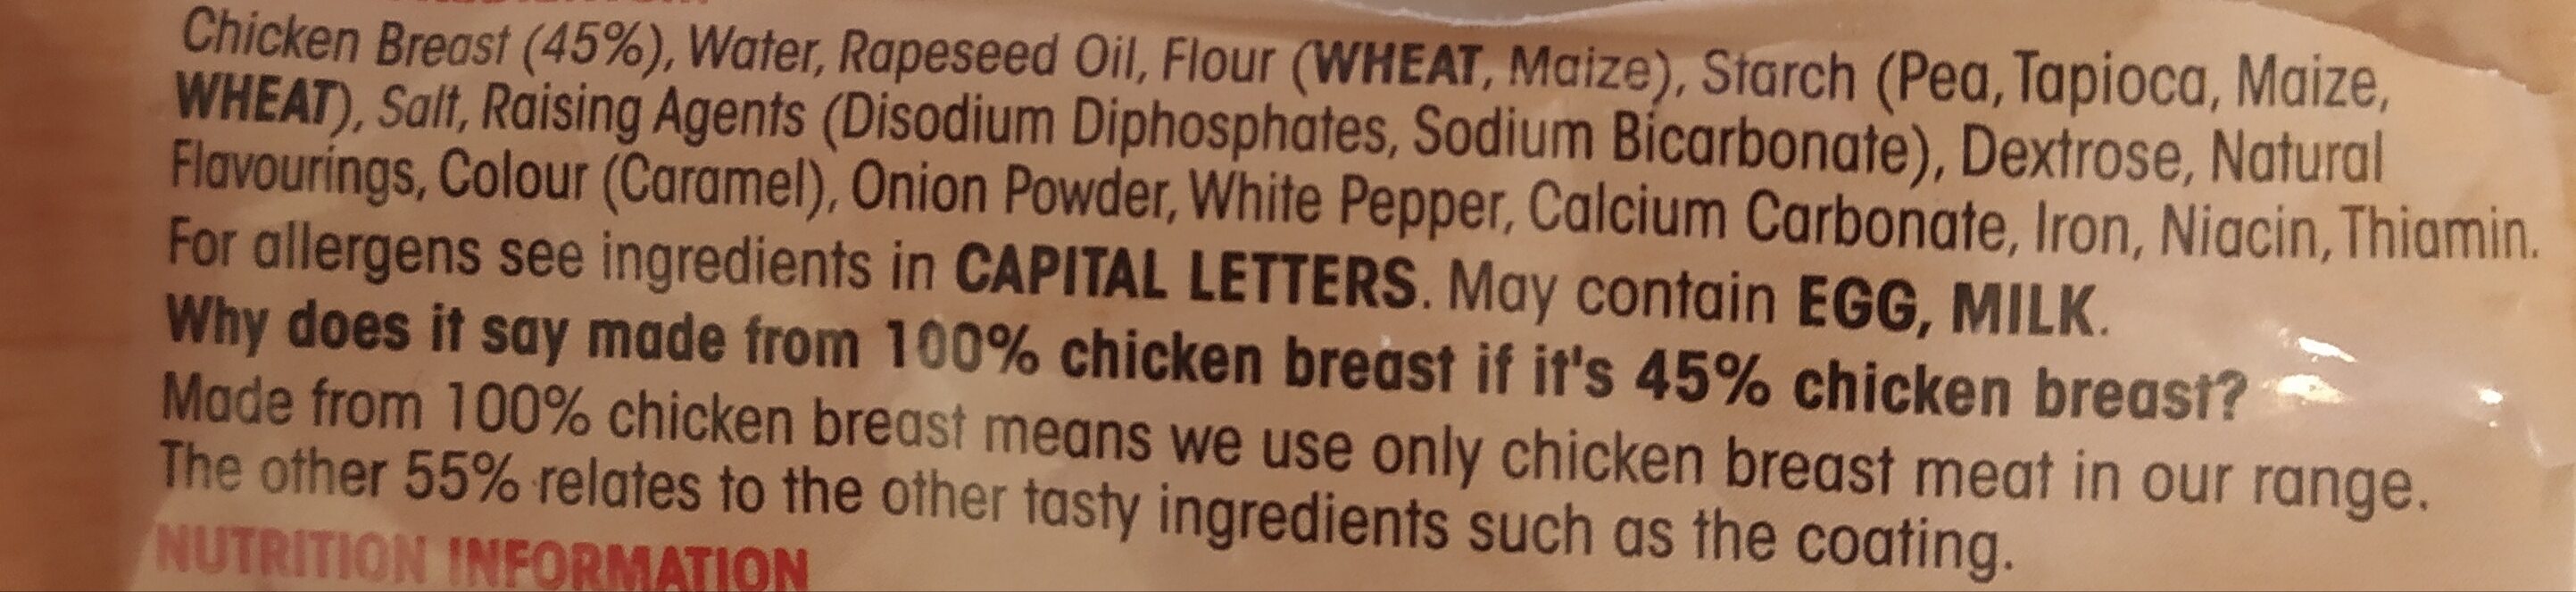 Chicken Breast (45%), Water, Rapeseed Oil, Flour (WHEAT, Maize), Starch (Pea, Tapioca, Maize,
WHEAT), Salt, Raising Agents (Disodium Diphosphates, Sodium Bicarbonate), Dextrose, Natural
Flavourings, Colour (Caramel), Onion Powder, White Pepper, Calcium Carbonate, Iron, Niacin, Thiamin.
For allergens see ingredients in CAPITAL LETTERS. May contain EGG, MILK.
Why does it say made from 100% chicken breast if it's 45% chicken breast?
Made from 100% chicken breast means we use only chicken breast meat in our range.
The other 55% relates to the other tasty ingredients such as the coating.
NUTRITION INFORMATION